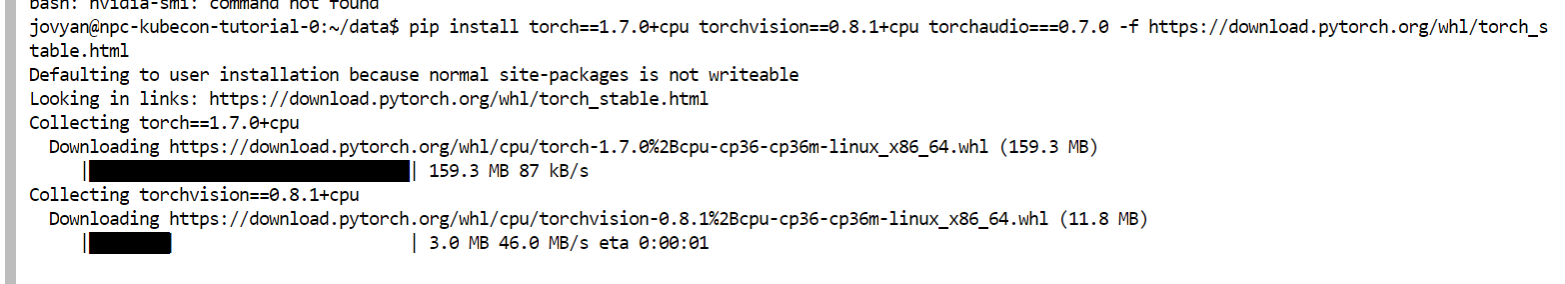 bash: nvidia-smi: command not found
jovyan@npc-kubecon-tutorial-0:~/data$ pip install torch==1.7.0+cpu torchvision==0.8.1+cpu torchaudio===0.7.0 -f https://download.pytorch.org/whl/torch_s
table.html
Defaulting to user installation because normal site-packages is not writeable
Looking in links: https://download.pytorch.org/whl/torch_stable.html
Collecting torch==1.7.0+cpu
  Downloading https://download.pytorch.org/whl/cpu/torch-1.7.0%2Bcpu-cp36-cp36m-linux_x86_64.whl (159.3 MB)
     |████████████████████████████████| 159.3 MB 87 kB/s
Collecting torchvision==0.8.1+cpu
  Downloading https://download.pytorch.org/whl/cpu/torchvision-0.8.1%2Bcpu-cp36-cp36m-linux_x86_64.whl (11.8 MB)
     |████████                        | 3.0 MB 46.0 MB/s eta 0:00:01